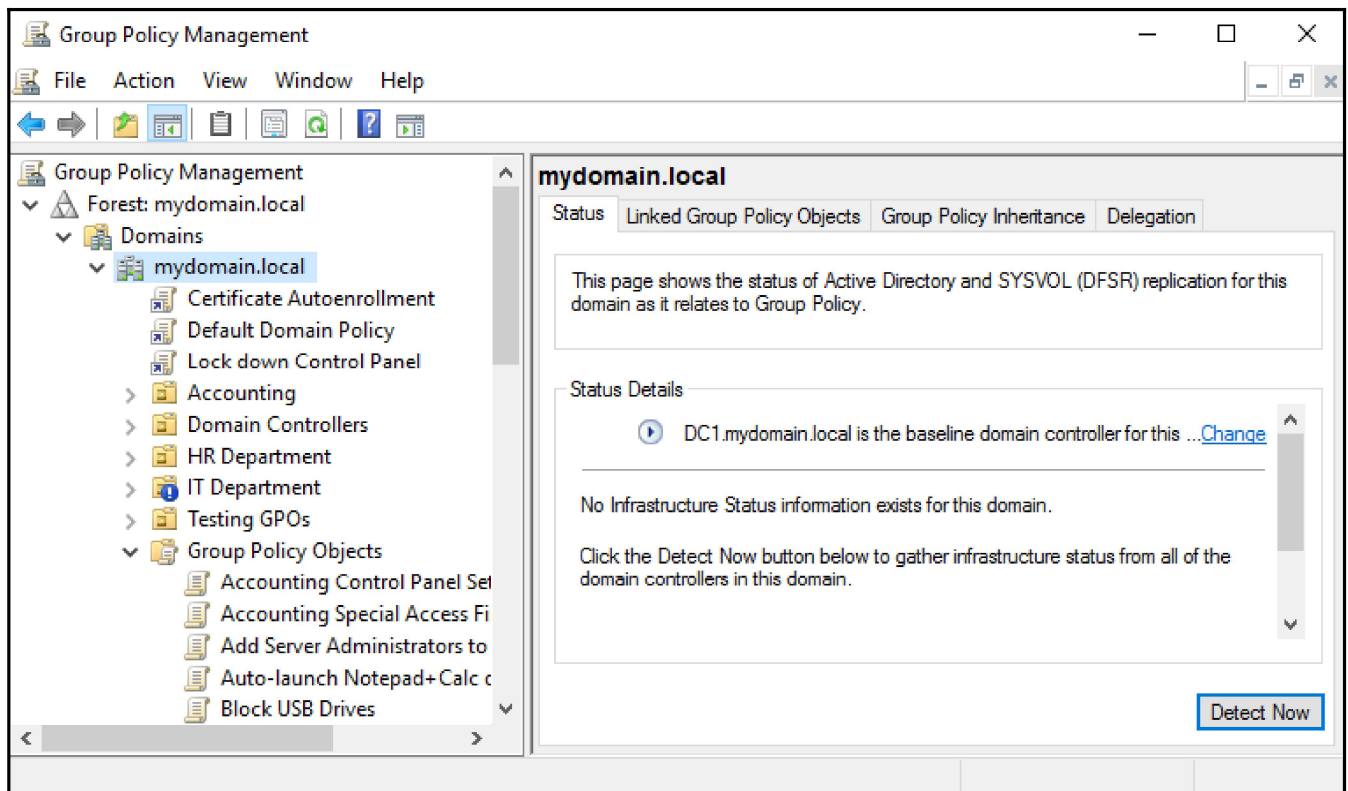 Group Policy Management
File Action View Window Help
Group Policy Management
Forest: mydomain.local
Domains
mydomain.local
Certificate Autoenrollment
Default Domain Policy
Lock down Control Panel
Accounting
Domain Controllers
HR Department
IT Department
Testing GPOs
Group Policy Objects
Accounting Control Panel Set
Accounting Special Access Fi
Add Server Administrators to
Auto-launch Notepad+Calc c
Block USB Drives
mydomain.local
Status Linked Group Policy Objects Group Policy Inheritance Delegation
This page shows the status of Active Directory and SYSVOL (DFSR) replication for this
domain as it relates to Group Policy.
Status Details
DC1.mydomain.local is the baseline domain controller for this ...Change
No Infrastructure Status information exists for this domain.
Click the Detect Now button below to gather infrastructure status from all of the
domain controllers in this domain.
Detect Now